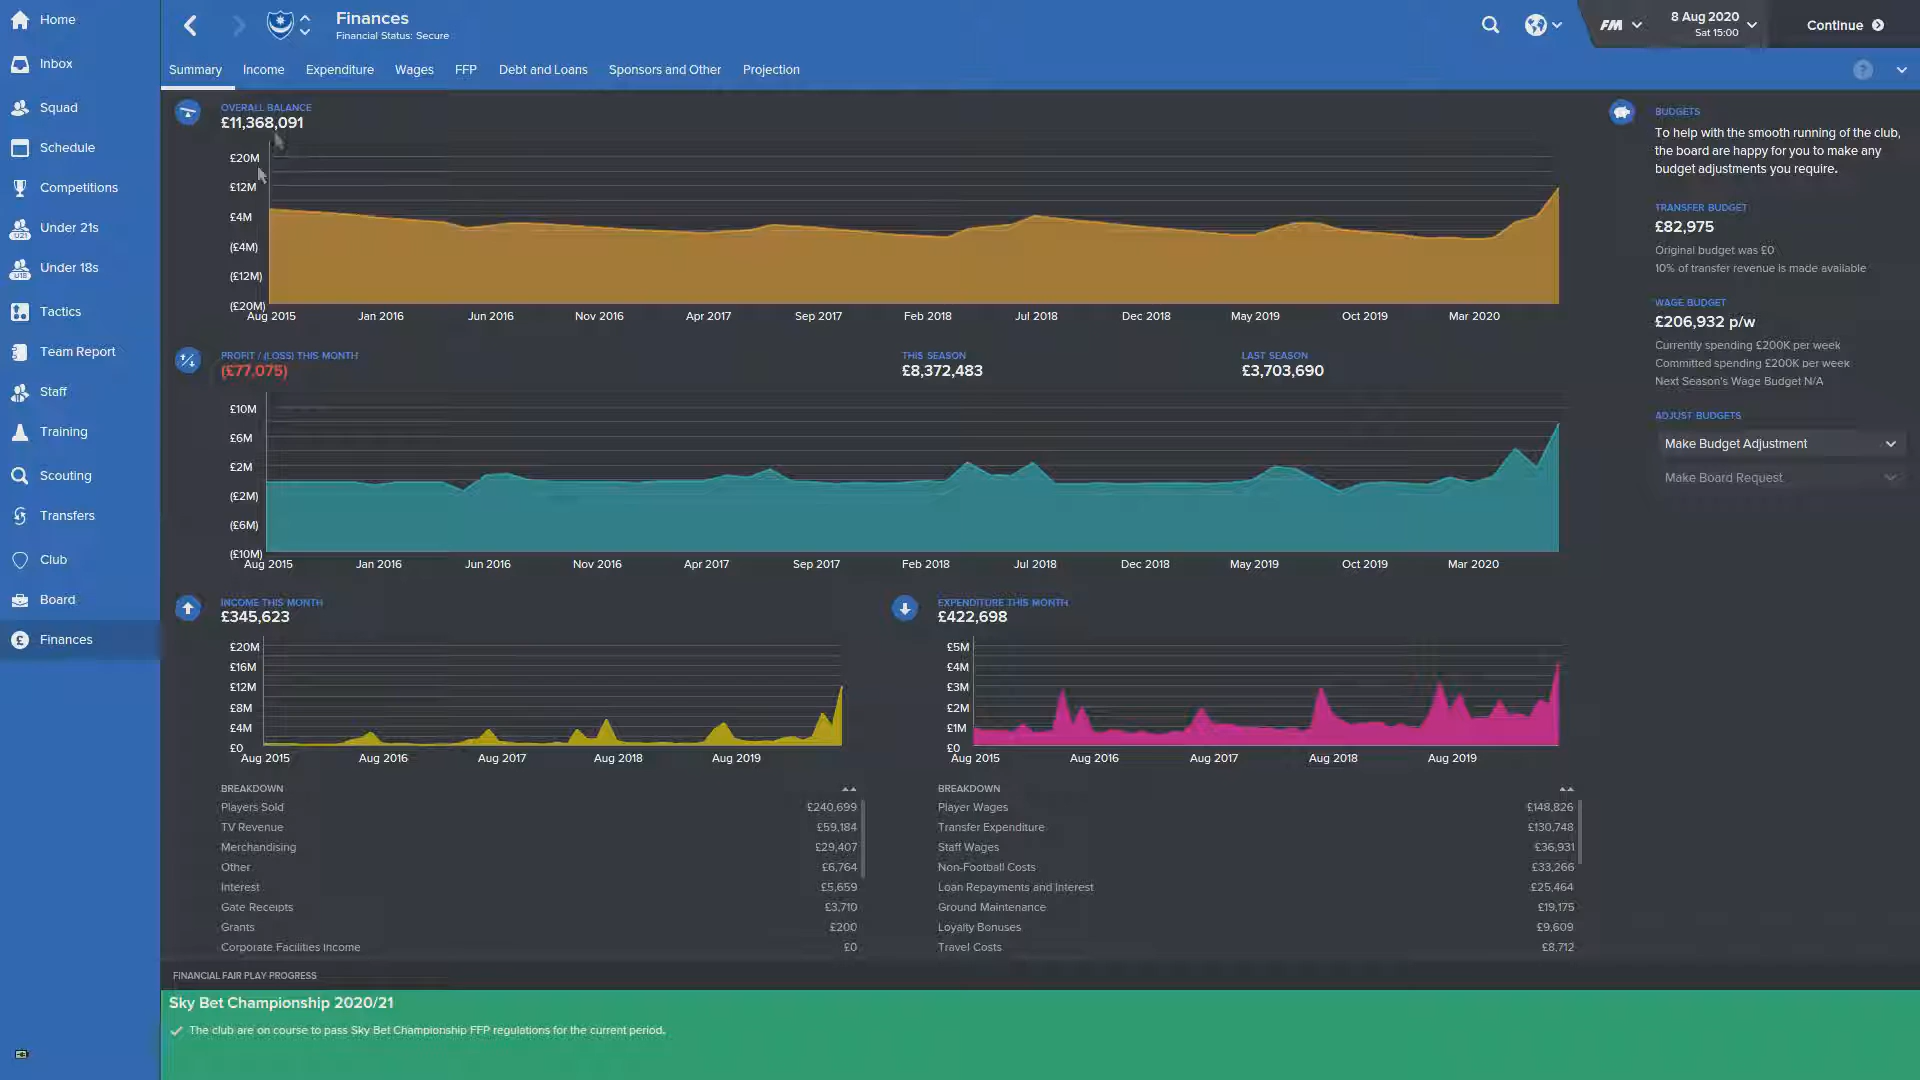 Home
Inbox
Squad
Schedule
Competitions
Under 21s
Under 18s
Tactics
Team Report
Staff
Training
Scouting
Transfers
Club
Board
Finances
Finances
Financial Status: Secure
FM
8 Aug 2020
Sat 15:00
Continue
Summary Income Expenditure Wages FFP Debt and Loans Sponsors and Other Projection
OVERALL BALANCE
£11,368,091
£20M
£12M
£4M
(£4M)
(£12M)
(£20M)
Aug 2015 Jan 2016 Jun 2016 Nov 2016 Apr 2017 Sep 2017 Feb 2018 Jul 2018 Dec 2018 May 2019 Oct 2019 Mar 2020
PROFIT / (LOSS) THIS MONTH
(£77,075)
THIS SEASON
£8,372,483
LAST SEASON
£3,703,690
£10M
£6M
£2M
(£2M)
(£6M)
(£10M)
Aug 2015 Jan 2016 Jun 2016 Nov 2016 Apr 2017 Sep 2017 Feb 2018 Jul 2018 Dec 2018 May 2019 Oct 2019 Mar 2020
INCOME THIS MONTH
£345,623
£20M
£16M
£12M
£8M
£4M
£0
Aug 2015 Aug 2016 Aug 2017 Aug 2018 Aug 2019
BREAKDOWN
Players Sold £240,699
TV Revenue £59,184
Merchandising £29,407
Other £6,764
Interest £5,659
Gate Receipts £3,710
Grants £200
Corporate Facilities Income £0
EXPENDITURE THIS MONTH
£422,698
£5M
£4M
£3M
£2M
£1M
£0
Aug 2015 Aug 2016 Aug 2017 Aug 2018 Aug 2019
BREAKDOWN
Player Wages £148,826
Transfer Expenditure £130,748
Staff Wages £36,931
Non-Football Costs £33,266
Loan Repayments and Interest £25,464
Ground Maintenance £19,175
Loyalty Bonuses £9,609
Travel Costs £8,712
BUDGETS
To help with the smooth running of the club,
the board are happy for you to make any
budget adjustments you require.
TRANSFER BUDGET
£82,975
Original budget was £0
10% of transfer revenue is made available
WAGE BUDGET
£206,932 p/w
Currently spending £200K per week
Committed spending £200K per week
Next Season's Wage Budget N/A
ADJUST BUDGETS
Make Budget Adjustment
Make Board Request
FINANCIAL FAIR PLAY PROGRESS
Sky Bet Championship 2020/21
The club are on course to pass Sky Bet Championship FFP regulations for the current period.